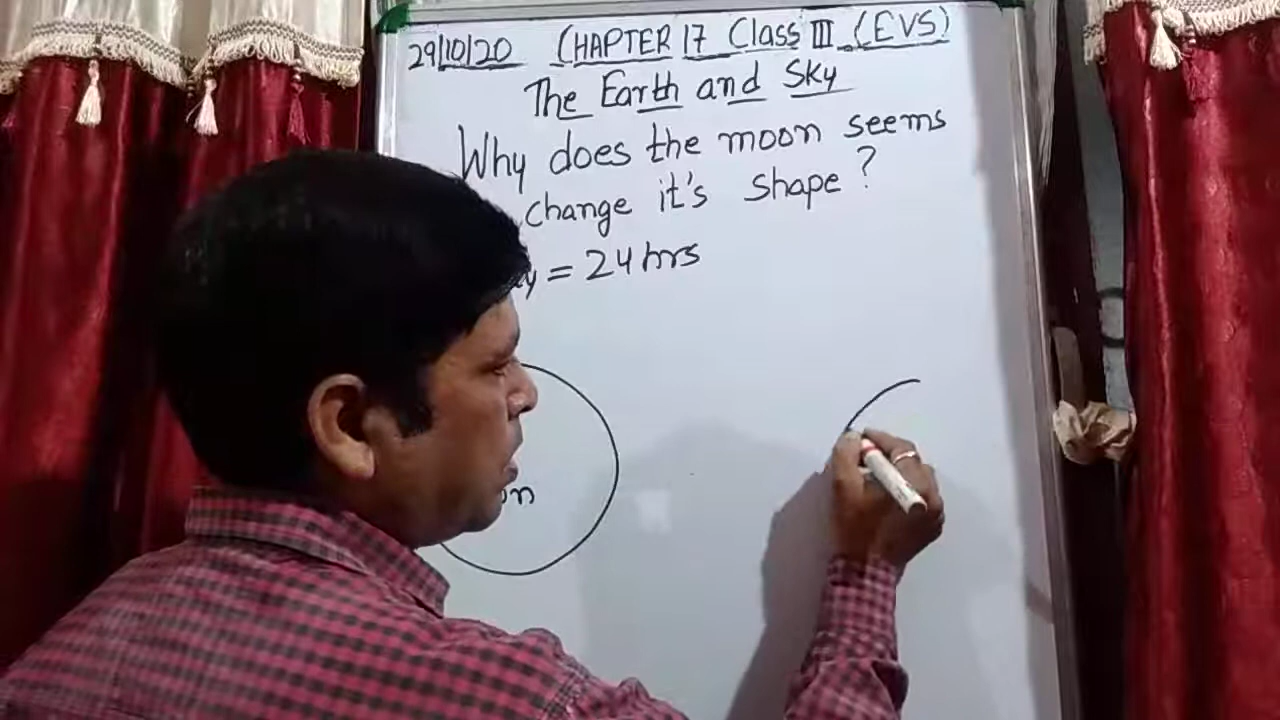 29/10/20 CHAPTER 17 Class III (EVS)
The Earth and Sky
Why does the moon seems
change it's shape?
= 24 hrs